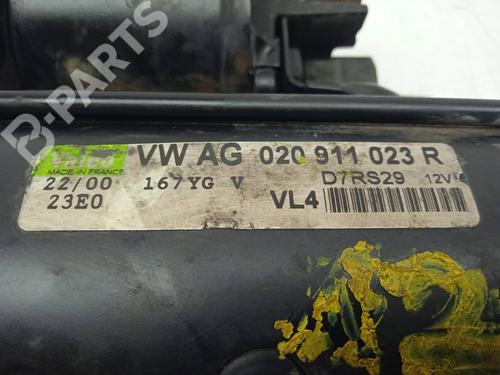 B-PARTS
Valeo
MADE IN FRANCE
VW AG 020 911 023 R
22/00 167YG V D7RS29 12V
23E0 VL4